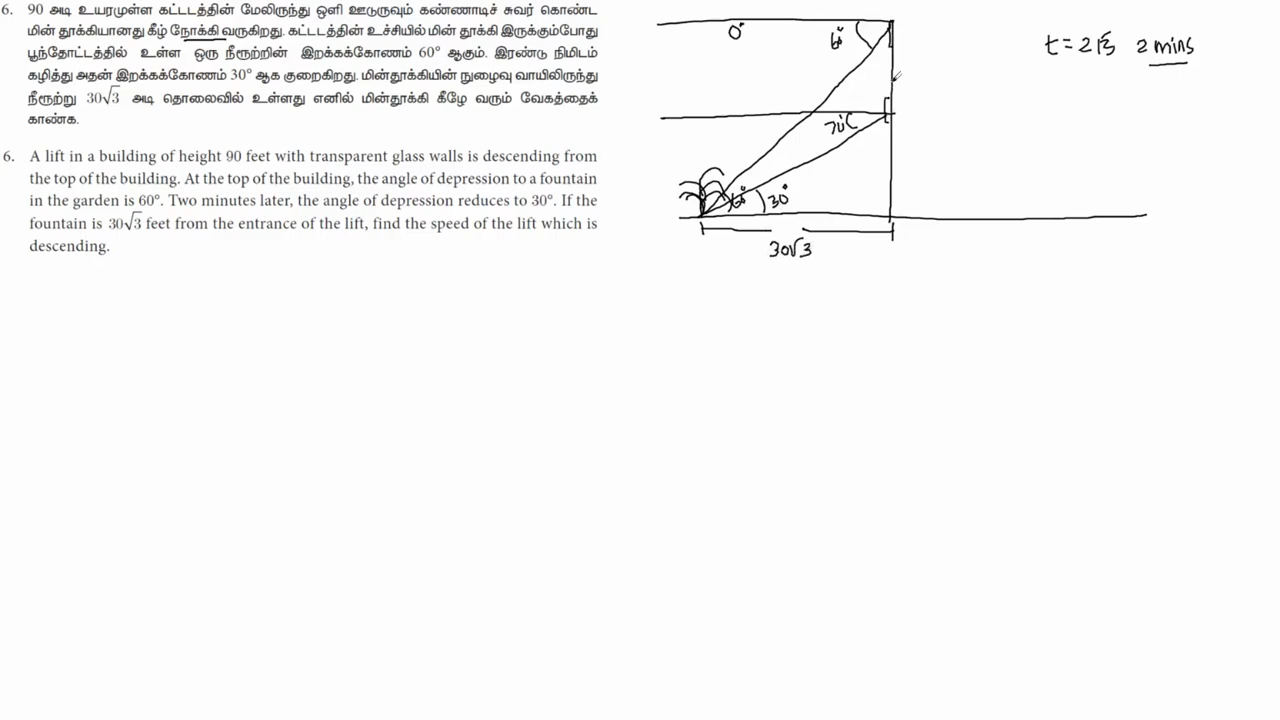 6. 90 அடி உயரமுள்ள கட்டடத்தின் மேலிருந்து ஒளி ஊடுருவும் கண்ணாடிச் சுவர் கொண்ட
மின் தூக்கியானது கீழ் நோக்கி வருகிறது. கட்டடத்தின் உச்சியில் மின் தூக்கி இருக்கும்போது
பூந்தோட்டத்தில் உள்ள ஒரு நீரூற்றின் இறக்கக்கோணம் 60° ஆகும். இரண்டு நிமிடம்
கழித்து அதன் இறக்கக்கோணம் 30° ஆக குறைகிறது. மின்தூக்கியின் நுழைவு வாயிலிருந்து
நீரூற்று 30√3 அடி தொலைவில் உள்ளது எனில் மின்தூக்கி கீழே வரும் வேகத்தைக்
காண்க.
6. A lift in a building of height 90 feet with transparent glass walls is descending from
the top of the building. At the top of the building, the angle of depression to a fountain
in the garden is 60°. Two minutes later, the angle of depression reduces to 30°. If the
fountain is 30√3 feet from the entrance of the lift, find the speed of the lift which is
descending.
0°
60°
t = 2 2 mins
60° 30°
30√3